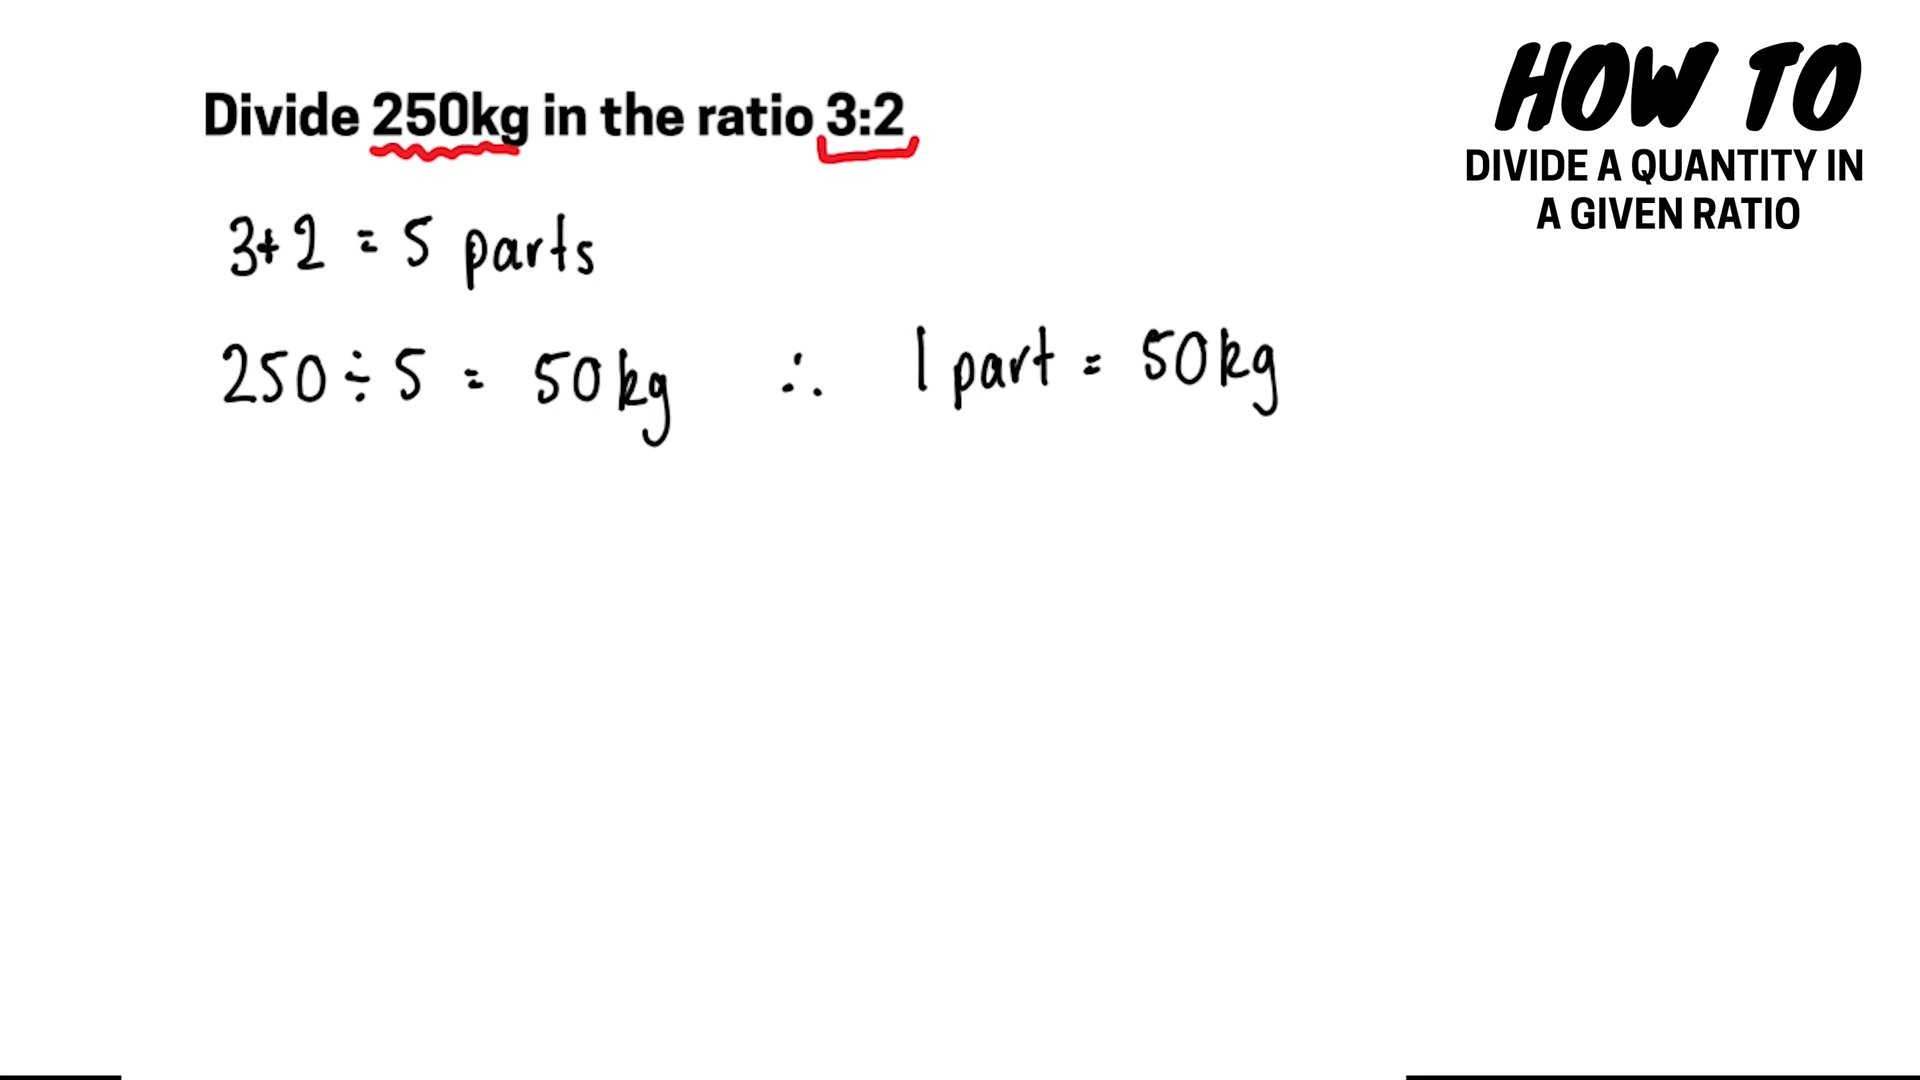 HOW TO
DIVIDE A QUANTITY IN
A GIVEN RATIO
Divide 250kg in the ratio 3:2
3+2 = 5 parts
250 ÷ 5 = 50kg ∴ 1 part = 50kg